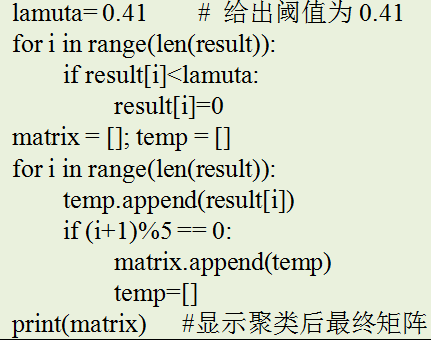 lamuta= 0.41      # 给出阈值为 0.41
for i in range(len(result)):
    if result[i]<lamuta:
        result[i]=0
matrix = []; temp = []
for i in range(len(result)):
    temp.append(result[i])
    if (i+1)%5 == 0:
        matrix.append(temp)
        temp=[]
print(matrix)    #显示聚类后最终矩阵